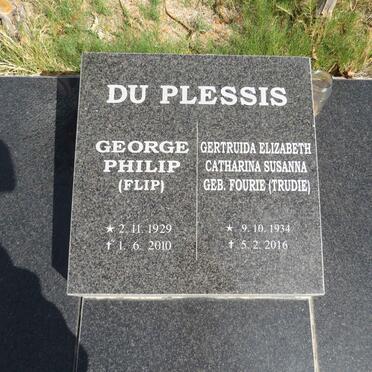 DU PLESSIS
GEORGE
PHILIP
(FLIP)
★ 2. 11. 1929
✝ 1. 6. 2010
GERTRUIDA ELIZABETH
CATHARINA SUSANNA
GEB. FOURIE (TRUDIE)
★ 9. 10. 1934
✝ 5. 2. 2016